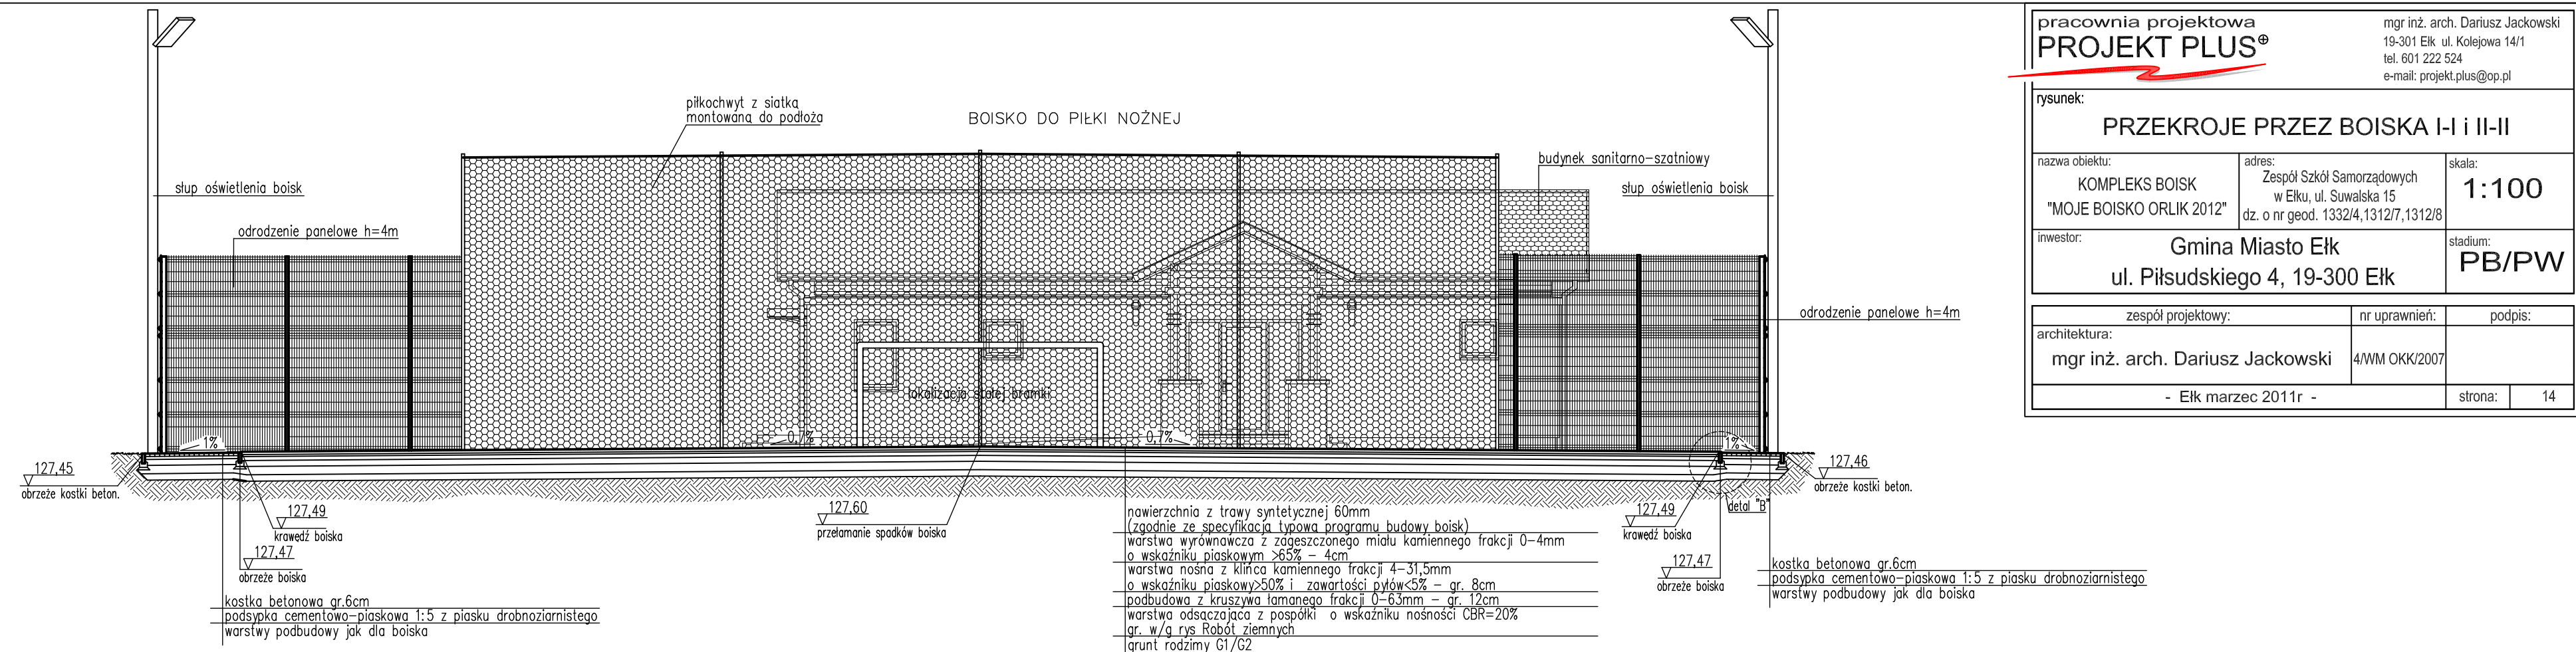 piłkochwyt z siatką
montowaną do podłoża
BOISKO DO PIŁKI NOŻNEJ
budynek sanitarno-szatniowy
słup oświetlenia boisk
słup oświetlenia boisk
odrodzenie panelowe h=4m
odrodzenie panelowe h=4m
lokalizacja stałej bramki
1%
0,7%
0,7%
1%
127,45
obrzeże kostki beton.
127,46
obrzeże kostki beton.
127,49
krawędź boiska
127,47
obrzeże boiska
127,60
przełamanie spadków boiska
127,49
krawędź boiska
detal "B"
127,47
obrzeże boiska
kostka betonowa gr.6cm
podsypka cementowo-piaskowa 1:5 z piasku drobnoziarnistego
warstwy podbudowy jak dla boiska
nawierzchnia z trawy syntetycznej 60mm
(zgodnie ze specyfikacją typową programu budowy boisk)
warstwa wyrównawcza z zagęszczonego miału kamiennego frakcji 0-4mm
o wskaźniku piaskowym >65% - 4cm
warstwa nośna z klińca kamiennego frakcji 4-31,5mm
o wskaźniku piaskowy>50% i zawartości pyłów<5% - gr. 8cm
podbudowa z kruszywa łamanego frakcji 0-63mm - gr. 12cm
warstwa odsączająca z pospółki o wskaźniku nośności CBR=20%
gr. w/g rys Robót ziemnych
grunt rodzimy G1/G2
kostka betonowa gr.6cm
podsypka cementowo-piaskowa 1:5 z piasku drobnoziarnistego
warstwy podbudowy jak dla boiska
pracownia projektowa
PROJEKT PLUS
mgr inż. arch. Dariusz Jackowski
19-301 Ełk ul. Kolejowa 14/1
tel. 601 222 524
e-mail: projekt.plus@op.pl
rysunek:
PRZEKROJE PRZEZ BOISKA I-I i II-II
nazwa obiektu:
KOMPLEKS BOISK
"MOJE BOISKO ORLIK 2012"
adres:
Zespół Szkół Samorządowych
w Ełku, ul. Suwalska 15
dz. o nr geod. 1332/4,1312/7,1312/8
skala:
1:100
inwestor:
Gmina Miasto Ełk
ul. Piłsudskiego 4, 19-300 Ełk
stadium:
PB/PW
zespół projektowy:
nr uprawnień:
podpis:
architektura:
mgr inż. arch. Dariusz Jackowski
4/WM OKK/2007
- Ełk marzec 2011r -
strona:
14